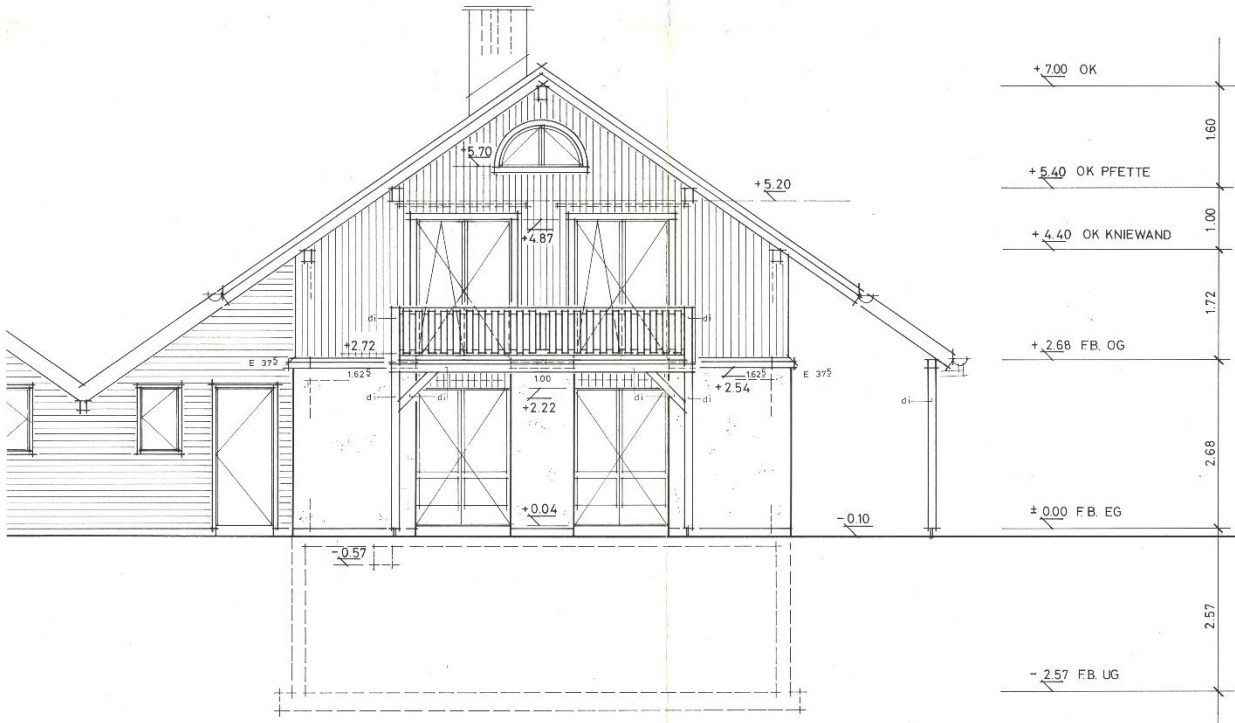 + 7.00 OK
1.60
+5.70
+ 5.40 OK PFETTE
+5.20
1.00
+4.87
+ 4.40 OK KNIEWAND
1.72
di
di
+2.72
+ 2.68 F.B. OG
E 37⁵
1.62⁵
1.00
1.62⁵
E 37⁵
+2.54
di
di
di
di
+2.22
2.68
+0.04
-0.10
± 0.00 F.B. EG
-0.57
2.57
- 2.57 F.B. UG